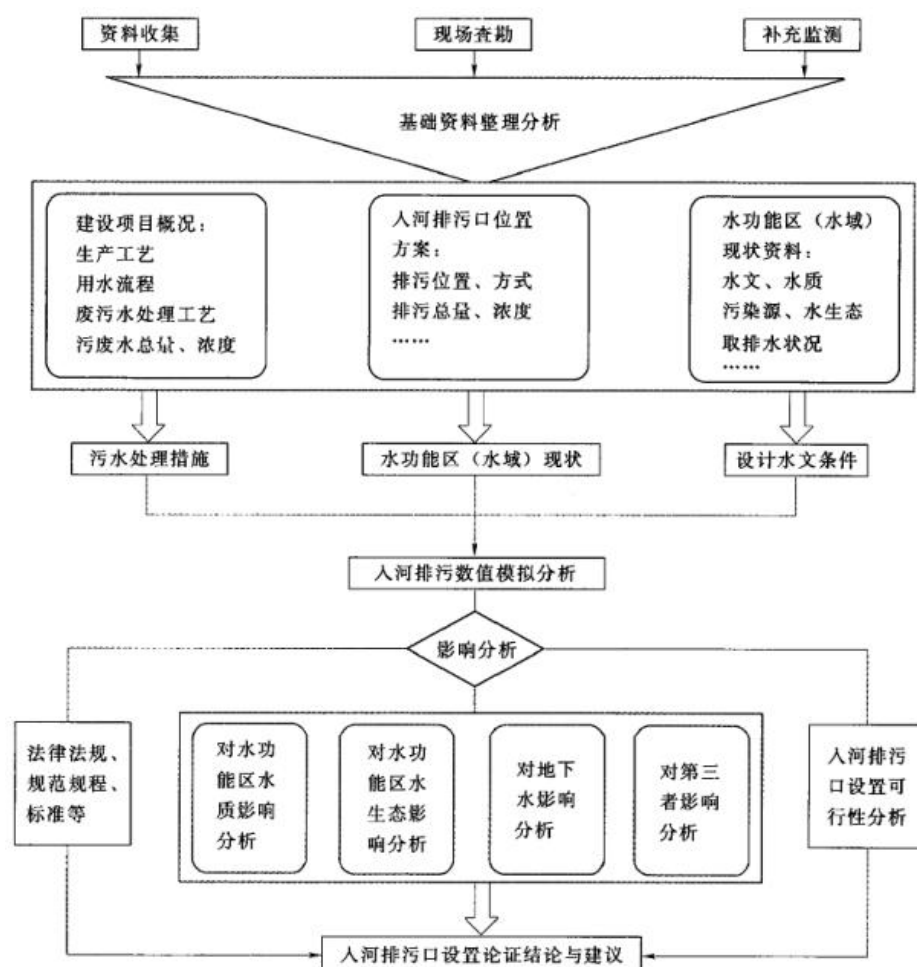 资料收集
现场查勘
补充监测
基础资料整理分析
建设项目概况:
生产工艺
用水流程
废污水处理工艺
污废水总量、浓度
入河排污口位置
方案:
排污位置、方式
排污总量、浓度
……
水功能区(水域)
现状资料:
水文、水质
污染源、水生态
取排水状况
……
污水处理措施
水功能区(水域)现状
设计水文条件
入河排污数值模拟分析
影响分析
法律法规、
规范规程、
标准等
对水功
能区水
质影响
分析
对水功
能区水
生态影
响分析
对地下
水影响
分析
对第三
者影响
分析
入河排污
口设置可
行性分析
入河排污口设置论证结论与建议